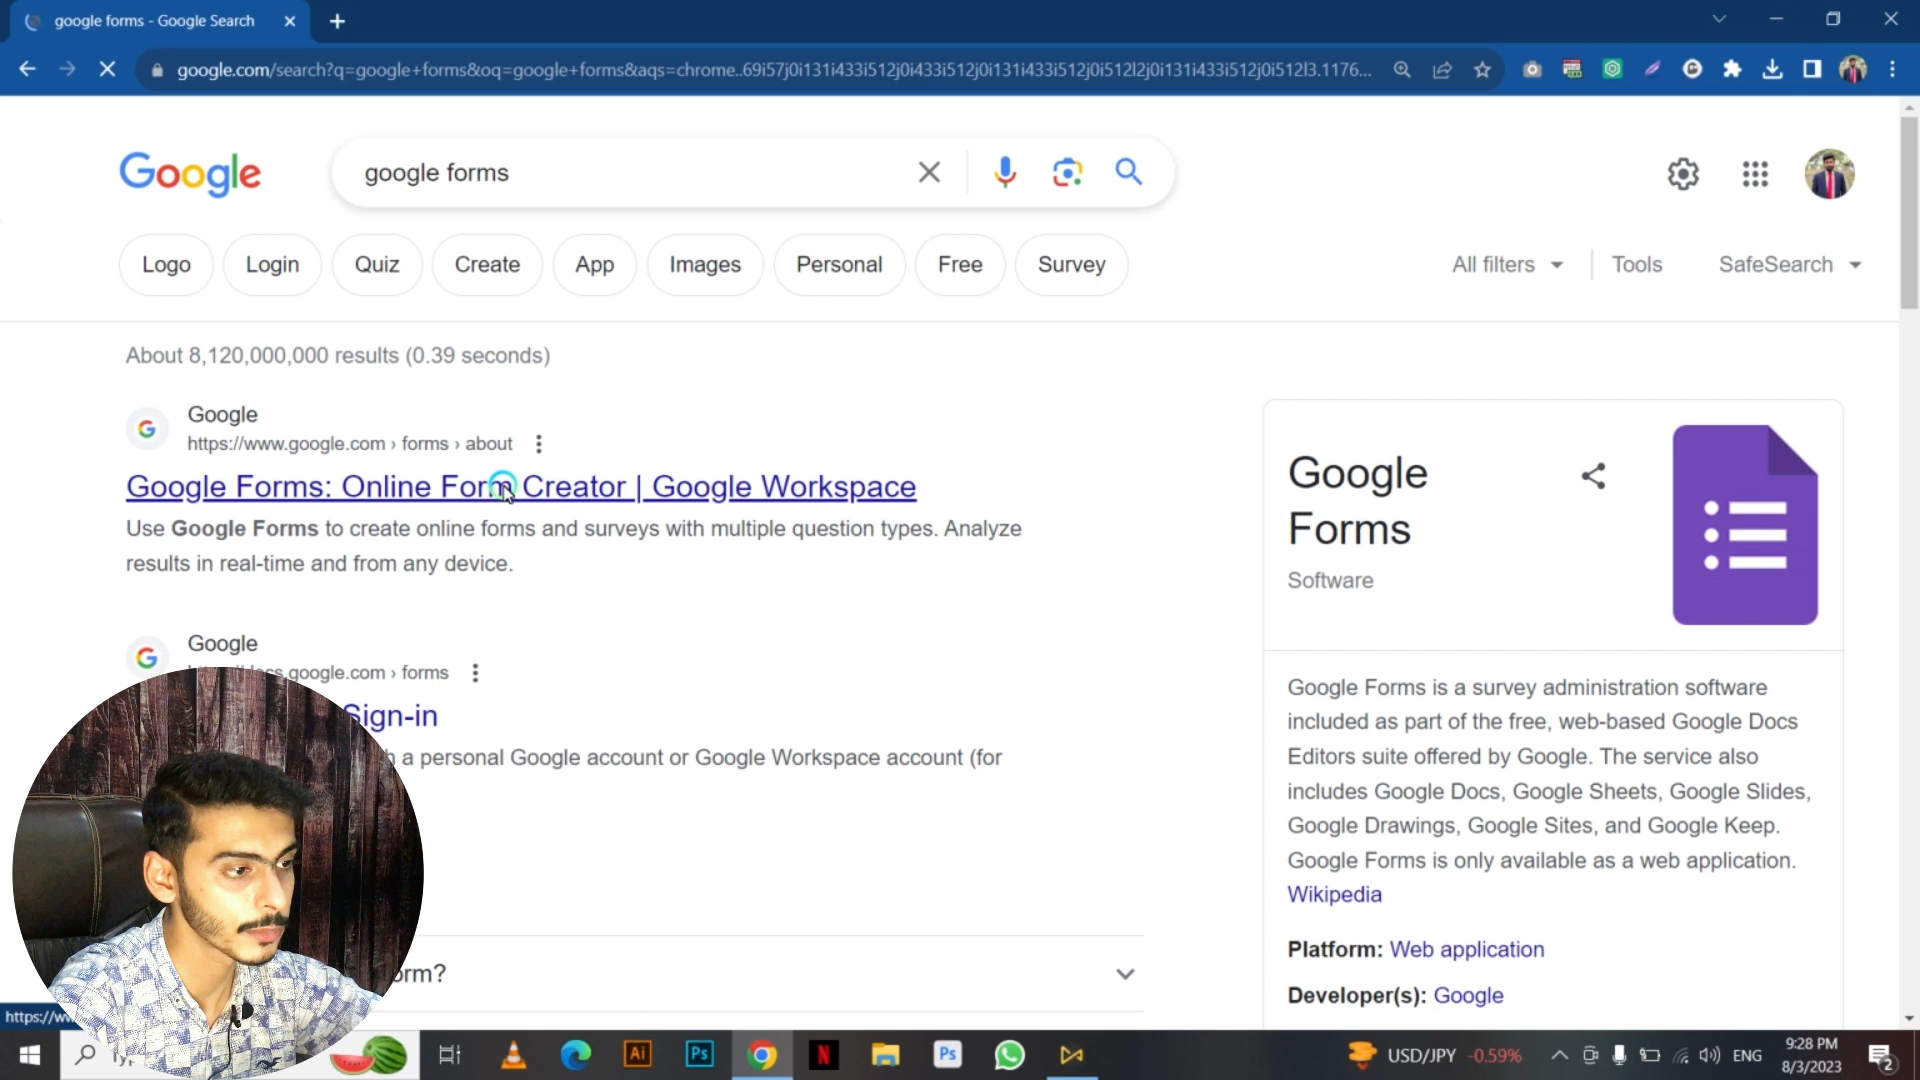 google forms - Google Search
google.com/search?q=google+forms&oq=google+forms&aqs=chrome..69i57j0i131i433i512j0i433i512j0i131i433i512j0i512l2j0i131i433i512j0i512l3.1176...
Google
google forms
Logo
Login
Quiz
Create
App
Images
Personal
Free
Survey
All filters
Tools
SafeSearch
About 8,120,000,000 results (0.39 seconds)
Google
https://www.google.com › forms › about
Google Forms: Online Form Creator | Google Workspace
Use Google Forms to create online forms and surveys with multiple question types. Analyze
results in real-time and from any device.
Google
.google.com › forms
Sign-in
a personal Google account or Google Workspace account (for
orm?
Google
Forms
Software
Google Forms is a survey administration software
included as part of the free, web-based Google Docs
Editors suite offered by Google. The service also
includes Google Docs, Google Sheets, Google Slides,
Google Drawings, Google Sites, and Google Keep.
Google Forms is only available as a web application.
Wikipedia
Platform: Web application
Developer(s): Google
https://w
Ai
Ps
N
Ps
USD/JPY -0.59%
ENG
9:28 PM
8/3/2023
2